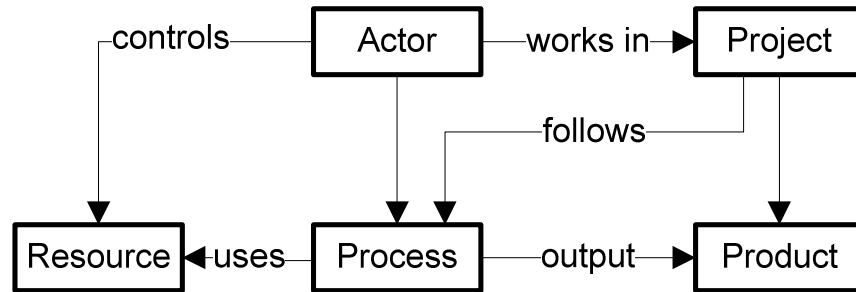 controls
Actor
works in
Project
follows
Resource
uses
Process
output
Product